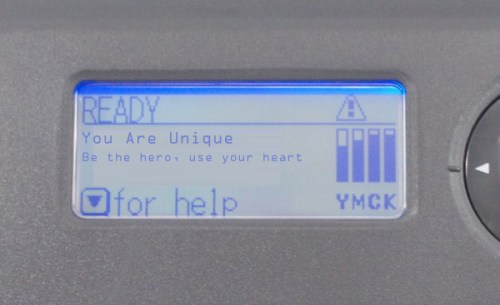 READY
You Are Unique
Be the hero, use your heart
for help
YMCK